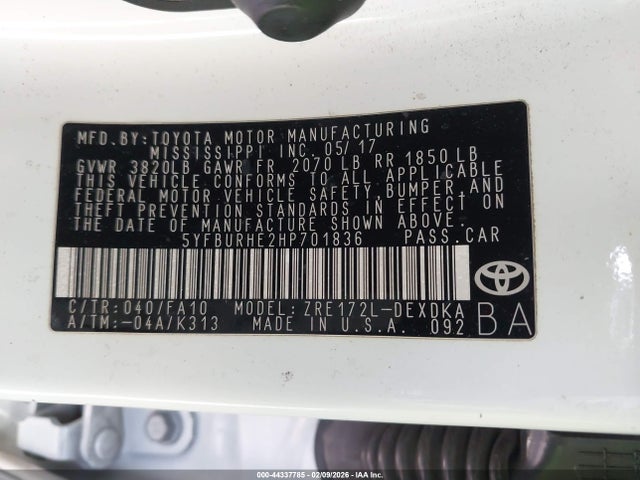 MFD.BY:TOYOTA MOTOR MANUFACTURING
MISSISSIPPI INC. 05/17
GVWR 3820LB GAWR FR 2070 LB RR 1850 LB
THIS VEHICLE CONFORMS TO ALL APPLICABLE
FEDERAL MOTOR VEHICLE SAFETY, BUMPER, AND
THEFT PREVENTION STANDARDS IN EFFECT ON
THE DATE OF MANUFACTURE SHOWN ABOVE.
5YFBURHE2HP701836 PASS.CAR
C/TR:040/FA10 MODEL:ZRE172L-DEXDKA
A/TM:-04A/K313 MADE IN U.S.A. 092 BA
000-44337785 - 02/09/2026 - IAA Inc.